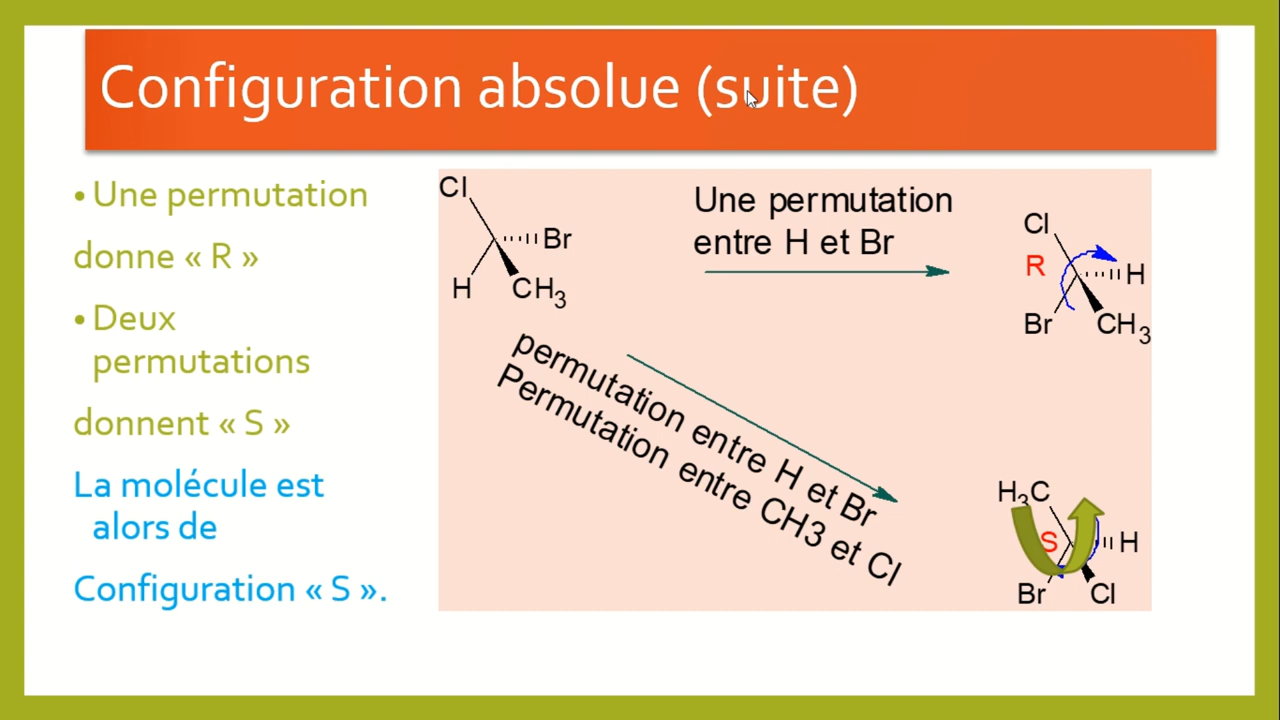 Configuration absolue (suite)
• Une permutation
donne « R »
• Deux
permutations
donnent « S »
La molécule est
alors de
Configuration « S ».
Cl
Br
H
CH3
Une permutation
entre H et Br
Cl
R
H
Br
CH3
permutation entre H et Br
Permutation entre CH3 et Cl
H3C
S
H
Br
Cl